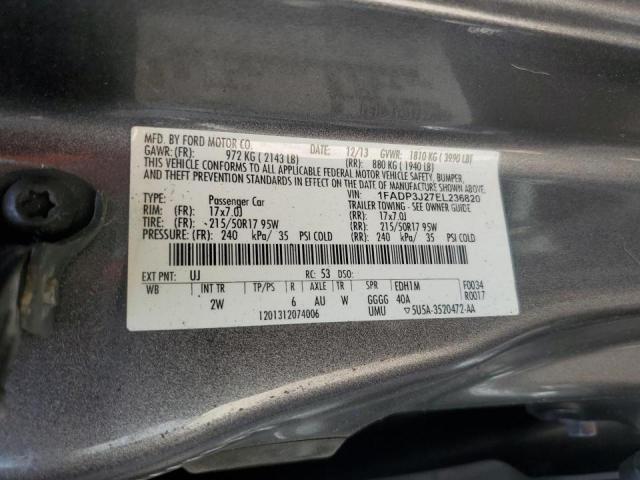 MFD. BY FORD MOTOR CO. DATE: 12/13 GVWR: 1810 KG ( 3990 LB)
GAWR: (FR): 972 KG ( 2143 LB) (RR): 880 KG ( 1940 LB)
THIS VEHICLE CONFORMS TO ALL APPLICABLE FEDERAL MOTOR VEHICLE SAFETY, BUMPER,
AND THEFT PREVENTION STANDARDS IN EFFECT ON THE DATE OF MANUFACTURE SHOWN ABOVE.
VIN: 1FADP3J27EL236820
TYPE: Passenger Car TRAILER TOWING - SEE OWNER GUIDE
RIM: (FR) 17x7.0J (RR): 17x7.0J
TIRE: (FR): 215/50R17 95W (RR): 215/50R17 95W
PRESSURE: (FR) 240 kPa/ 35 PSI COLD (RR): 240 kPa/ 35 PSI COLD
EXT PNT: UJ RC: 53 DSO:
WB INT TR TP/PS R AXLE TR SPR EDH1M F0034
2W 6 AU W GGGG 40A R0017
1201312074006 UMU ▽5U5A-3520472-AA